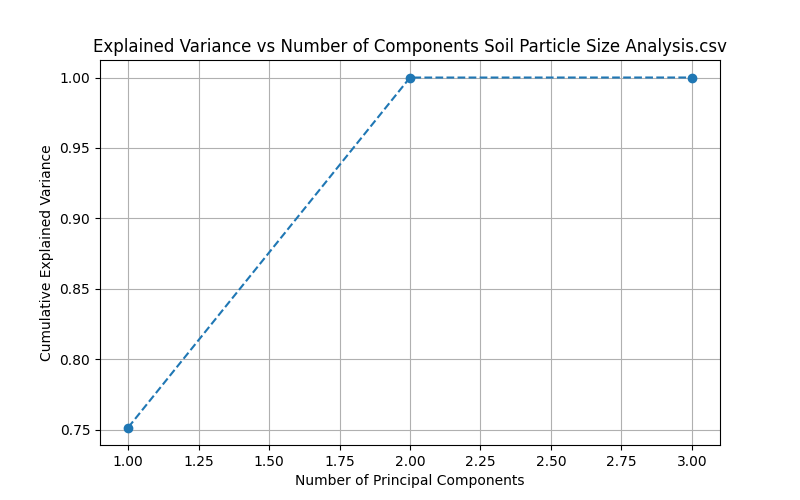 Explained Variance vs Number of Components Soil Particle Size Analysis.csv
Cumulative Explained Variance
1.00
0.95
0.90
0.85
0.80
0.75
1.00 1.25 1.50 1.75 2.00 2.25 2.50 2.75 3.00
Number of Principal Components